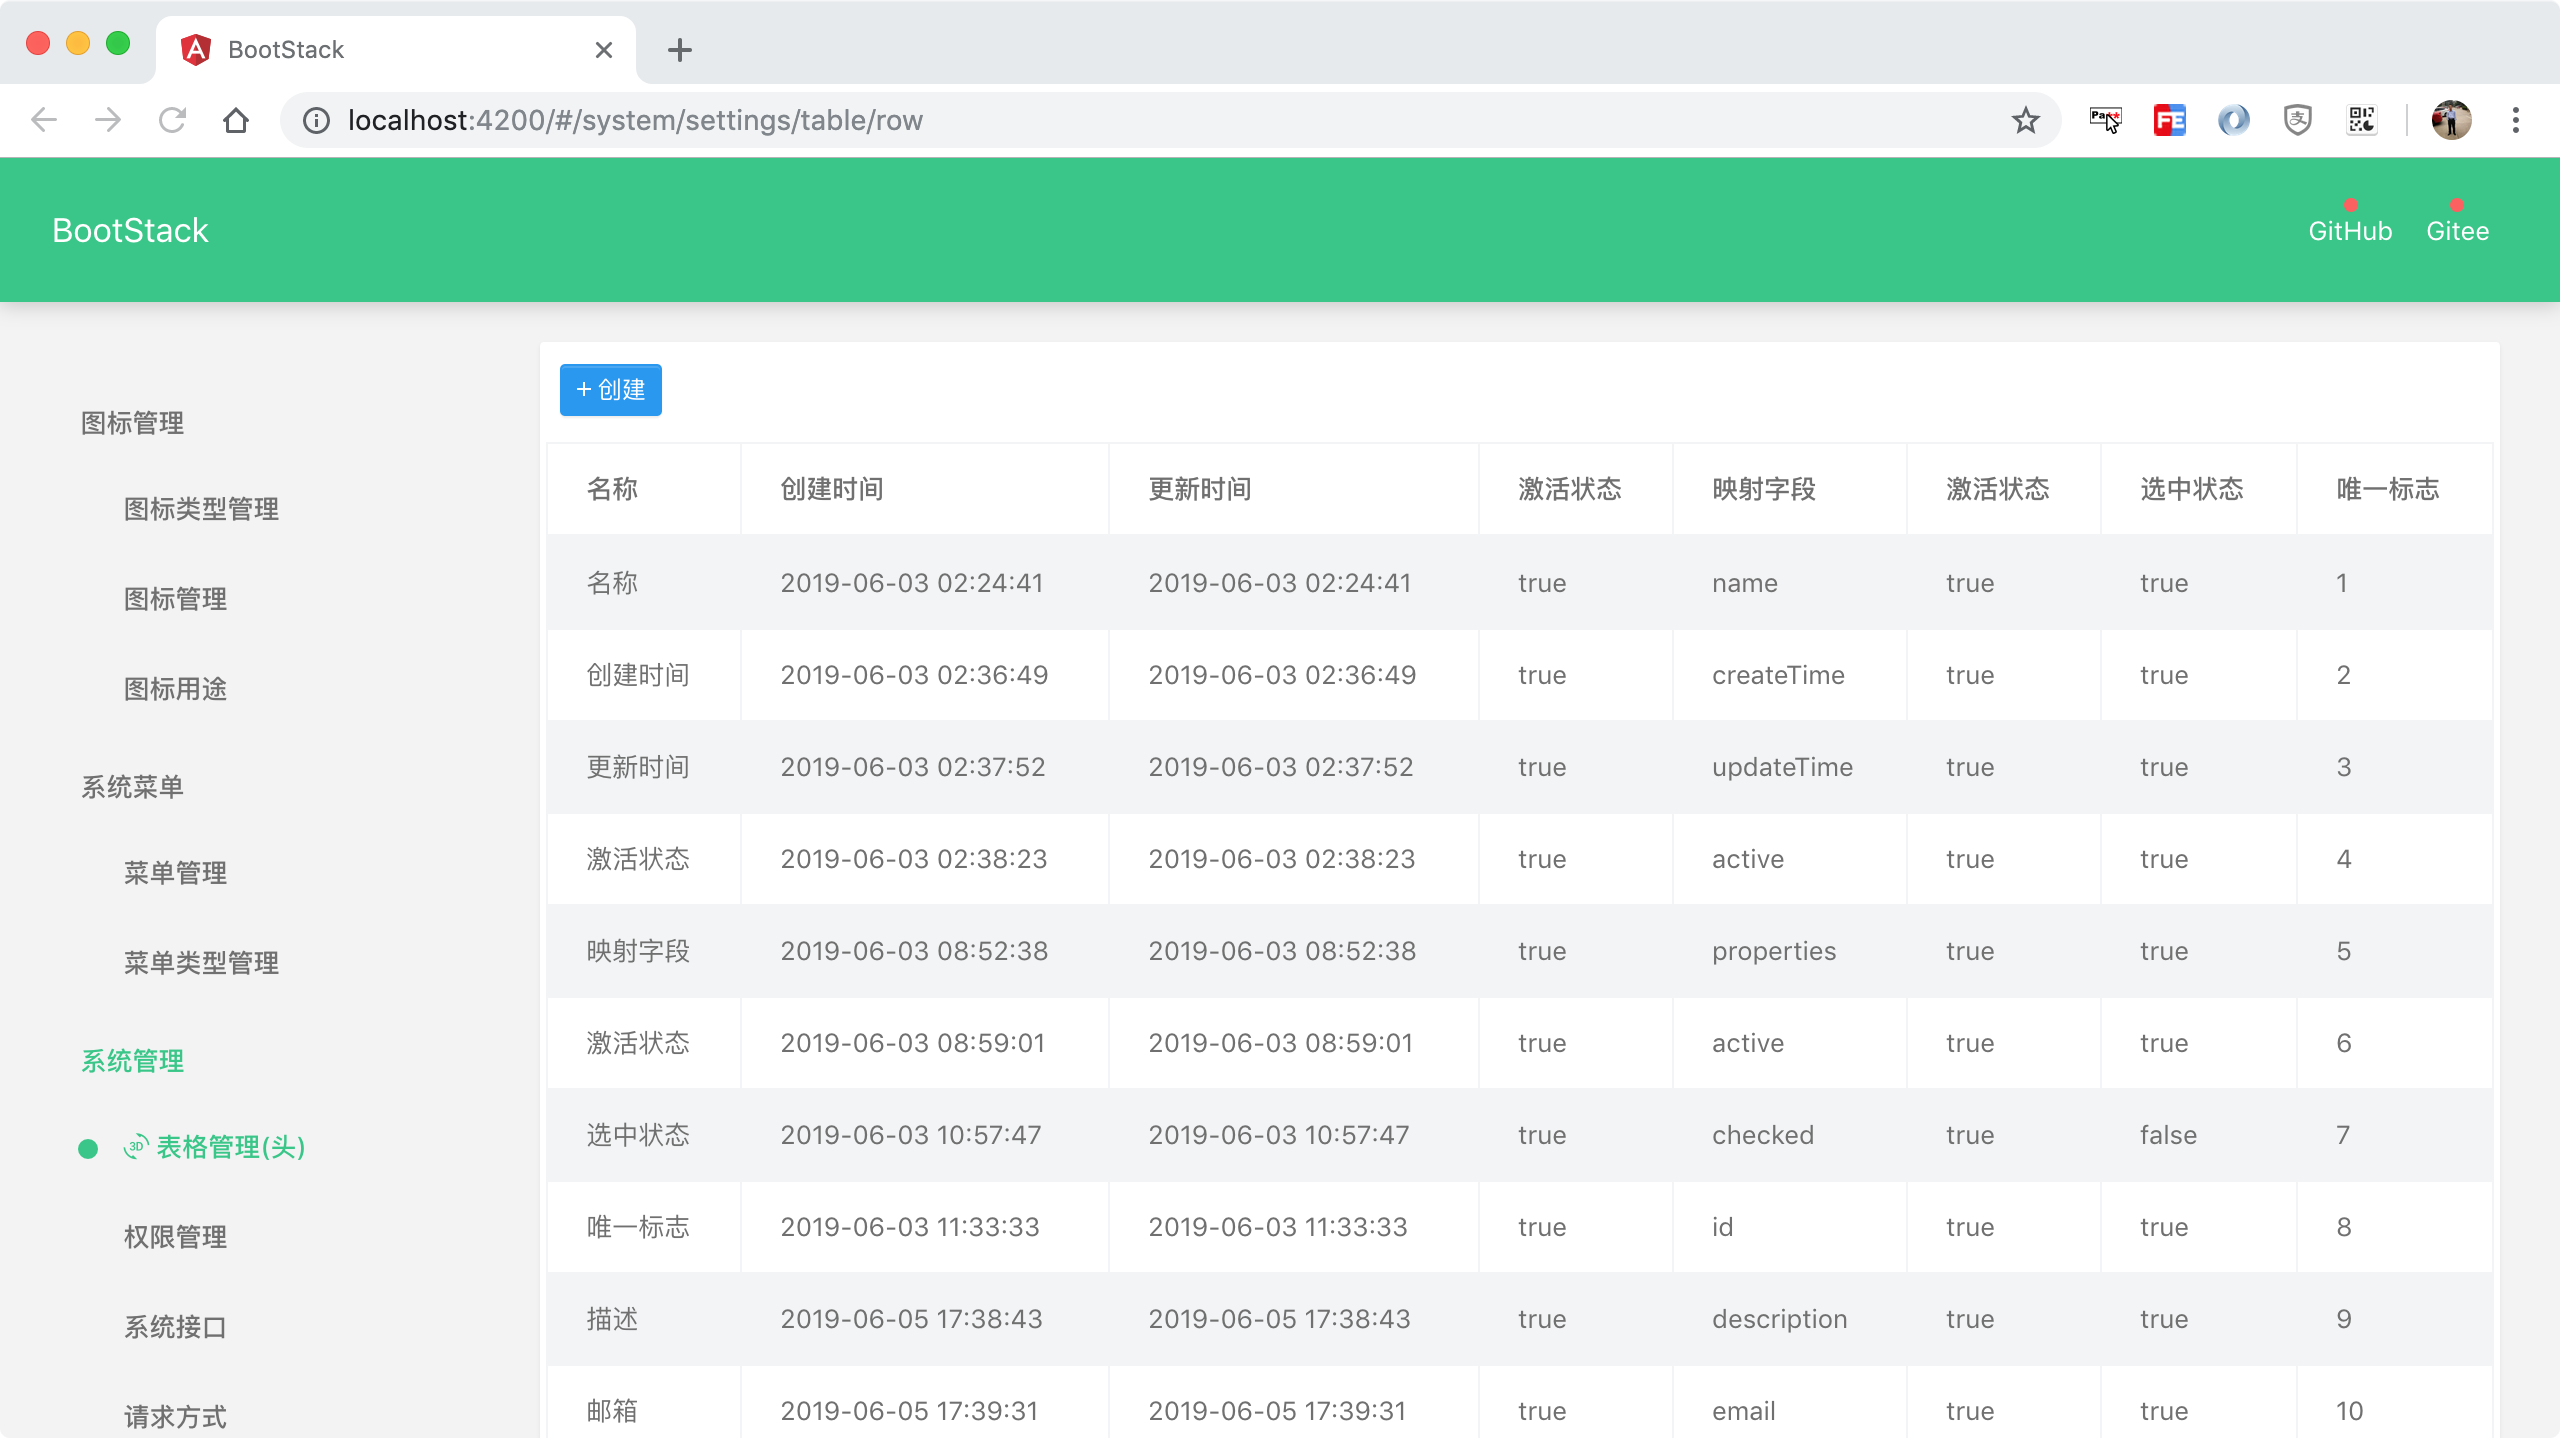 BootStack
localhost:4200/#/system/settings/table/row
BootStack
GitHub Gitee
+ 创建
图标管理
图标类型管理
图标管理
图标用途
系统菜单
菜单管理
菜单类型管理
系统管理
表格管理(头)
权限管理
系统接口
请求方式
名称 创建时间 更新时间 激活状态 映射字段 激活状态 选中状态 唯一标志
名称 2019-06-03 02:24:41 2019-06-03 02:24:41 true name true true 1
创建时间 2019-06-03 02:36:49 2019-06-03 02:36:49 true createTime true true 2
更新时间 2019-06-03 02:37:52 2019-06-03 02:37:52 true updateTime true true 3
激活状态 2019-06-03 02:38:23 2019-06-03 02:38:23 true active true true 4
映射字段 2019-06-03 08:52:38 2019-06-03 08:52:38 true properties true true 5
激活状态 2019-06-03 08:59:01 2019-06-03 08:59:01 true active true true 6
选中状态 2019-06-03 10:57:47 2019-06-03 10:57:47 true checked true false 7
唯一标志 2019-06-03 11:33:33 2019-06-03 11:33:33 true id true true 8
描述 2019-06-05 17:38:43 2019-06-05 17:38:43 true description true true 9
邮箱 2019-06-05 17:39:31 2019-06-05 17:39:31 true email true true 10